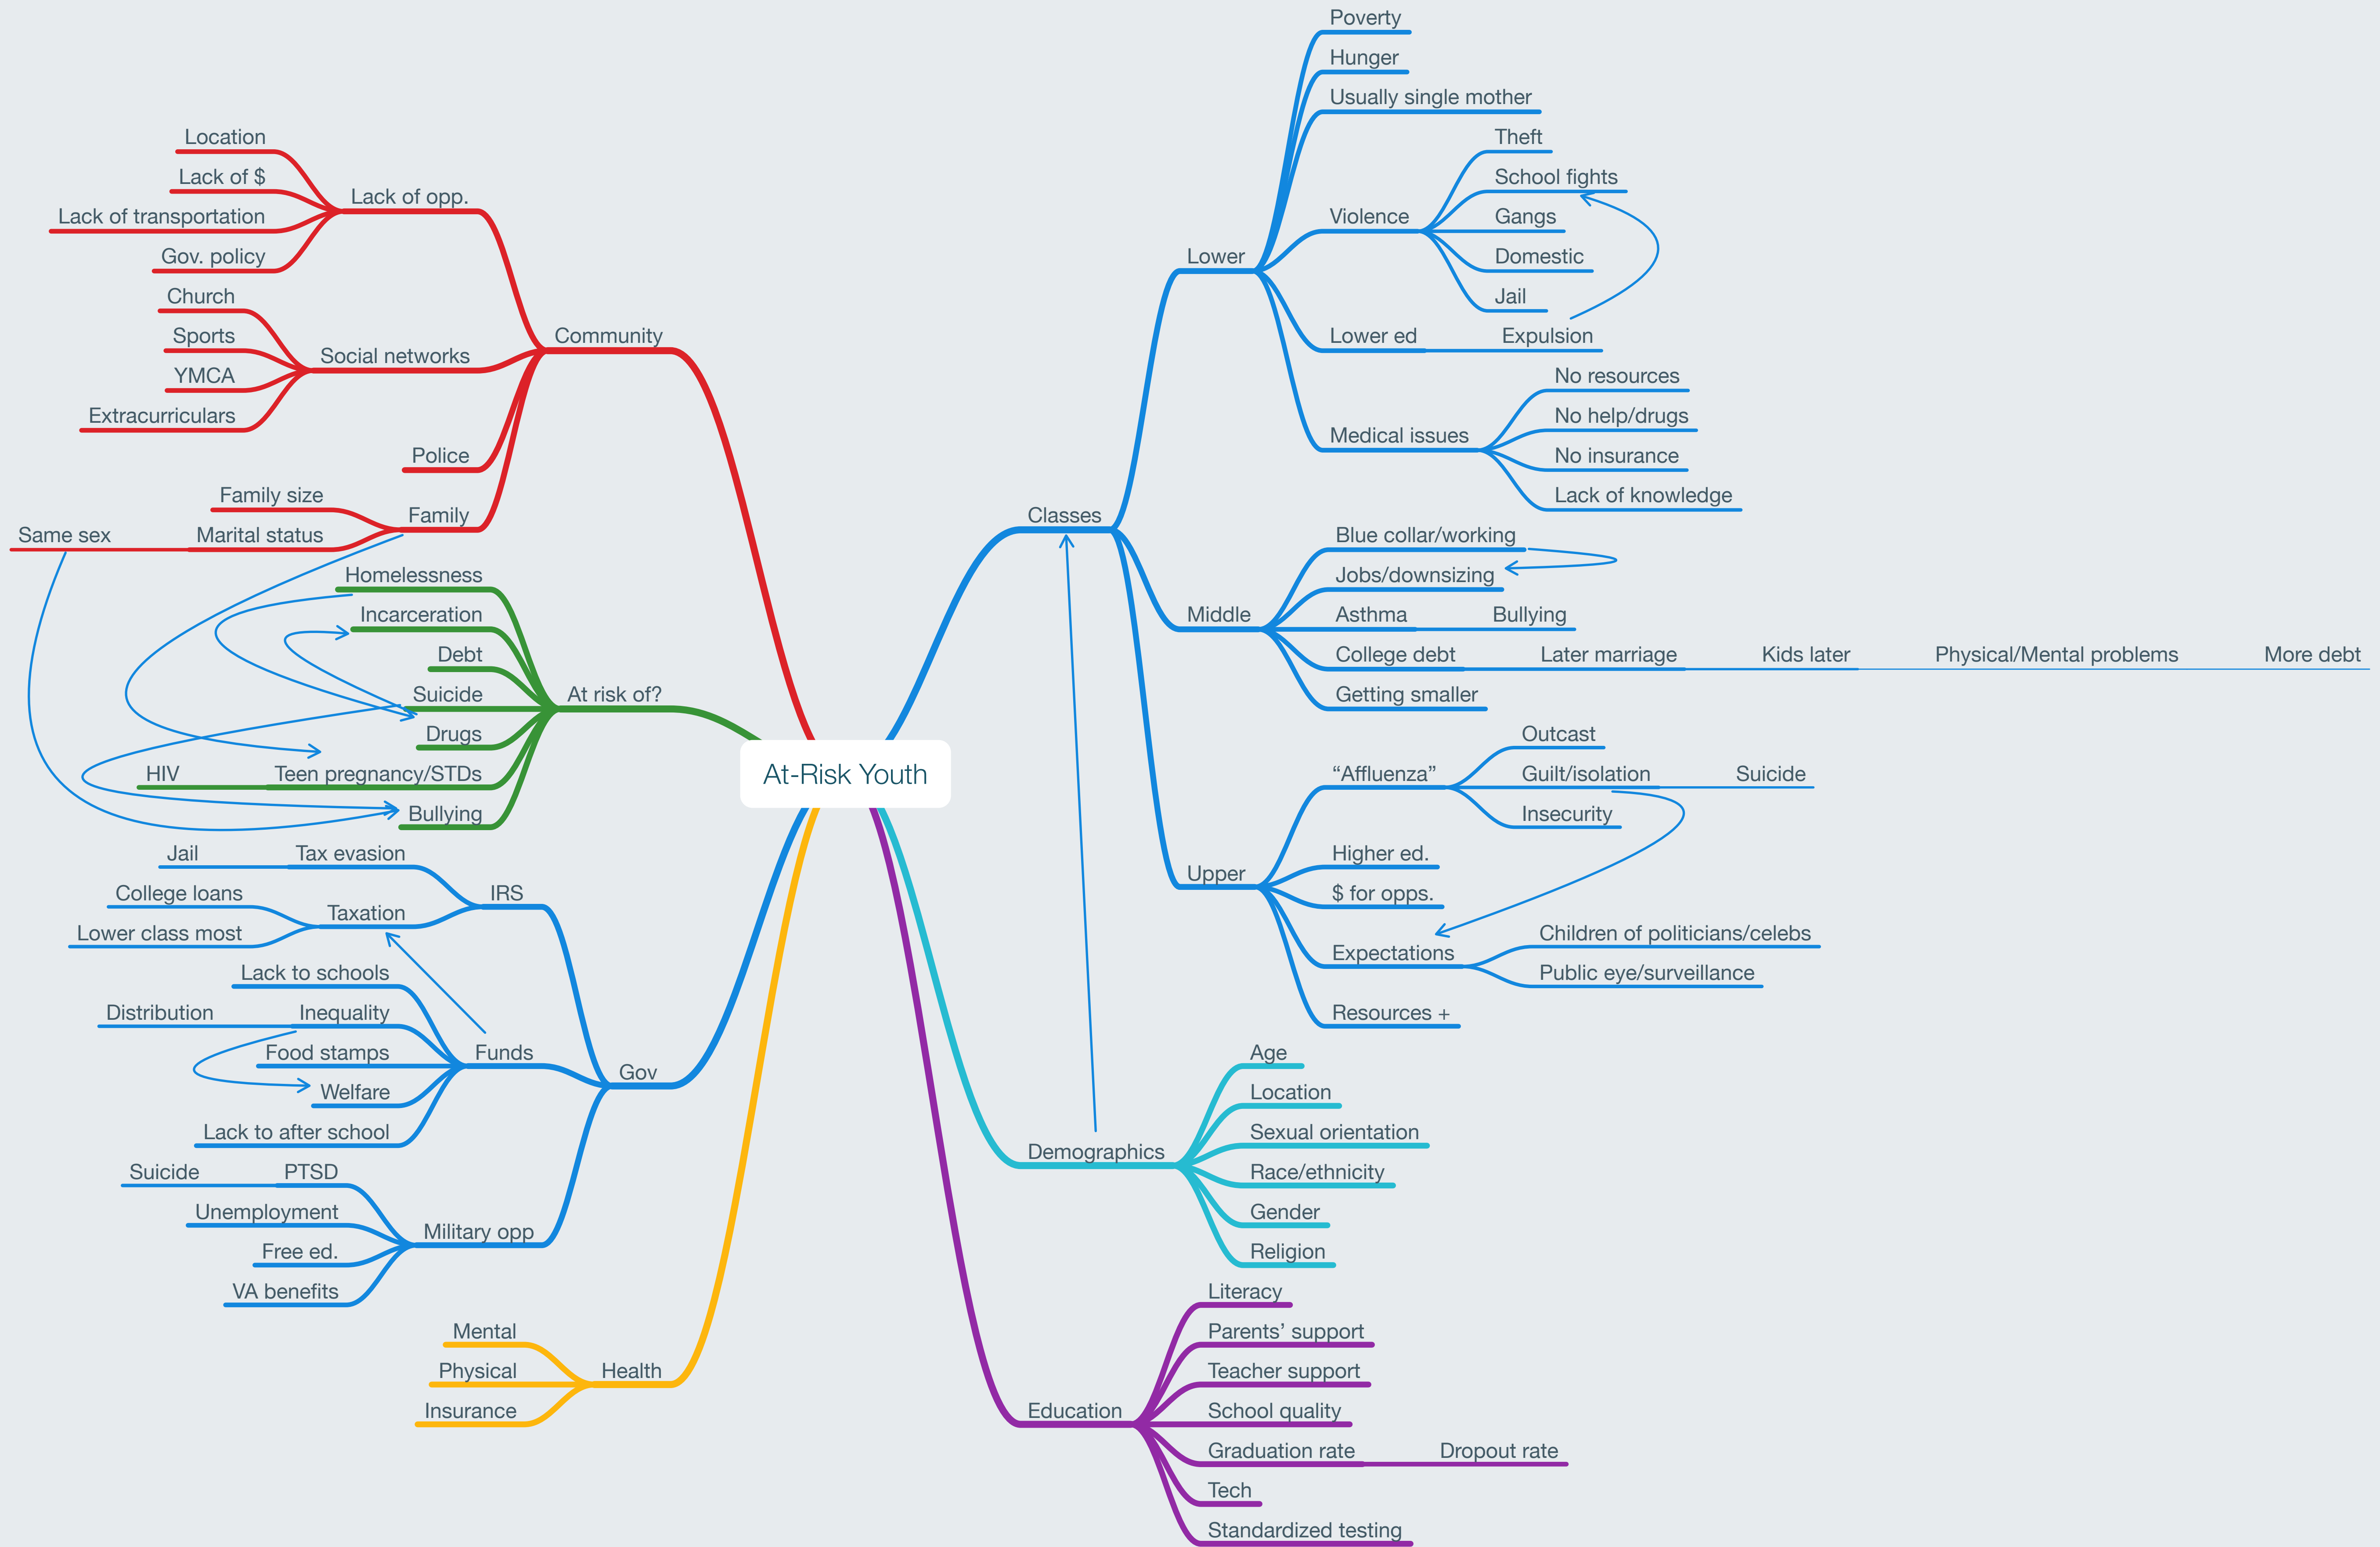 At-Risk Youth
Community
Lack of opp.
Location
Lack of $
Lack of transportation
Gov. policy
Social networks
Church
Sports
YMCA
Extracurriculars
Police
Family
Family size
Marital status
Same sex
At risk of?
Homelessness
Incarceration
Debt
Suicide
Drugs
Teen pregnancy/STDs
HIV
Bullying
Gov
IRS
Tax evasion
Jail
Taxation
College loans
Lower class most
Funds
Lack to schools
Inequality
Distribution
Food stamps
Welfare
Lack to after school
Military opp
PTSD
Suicide
Unemployment
Free ed.
VA benefits
Health
Mental
Physical
Insurance
Classes
Lower
Poverty
Hunger
Usually single mother
Violence
Theft
School fights
Gangs
Domestic
Jail
Lower ed
Expulsion
Medical issues
No resources
No help/drugs
No insurance
Lack of knowledge
Middle
Blue collar/working
Jobs/downsizing
Asthma
Bullying
College debt
Later marriage
Kids later
Physical/Mental problems
More debt
Getting smaller
Upper
“Affluenza”
Outcast
Guilt/isolation
Suicide
Insecurity
Higher ed.
$ for opps.
Expectations
Children of politicians/celebs
Public eye/surveillance
Resources +
Demographics
Age
Location
Sexual orientation
Race/ethnicity
Gender
Religion
Education
Literacy
Parents’ support
Teacher support
School quality
Graduation rate
Dropout rate
Tech
Standardized testing